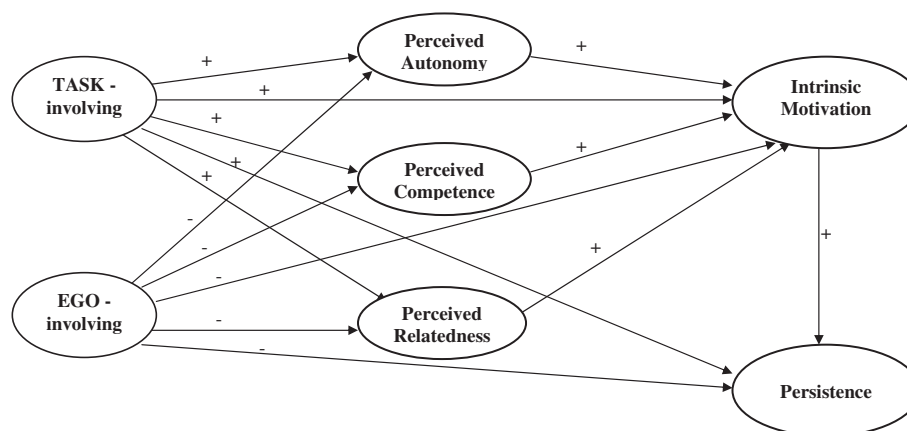 Perceived
Autonomy
TASK -
involving
Intrinsic
Motivation
Perceived
Competence
EGO -
involving
Perceived
Relatedness
Persistence
+
+
+
+
+
+
+
+
+
-
-
-
-
-